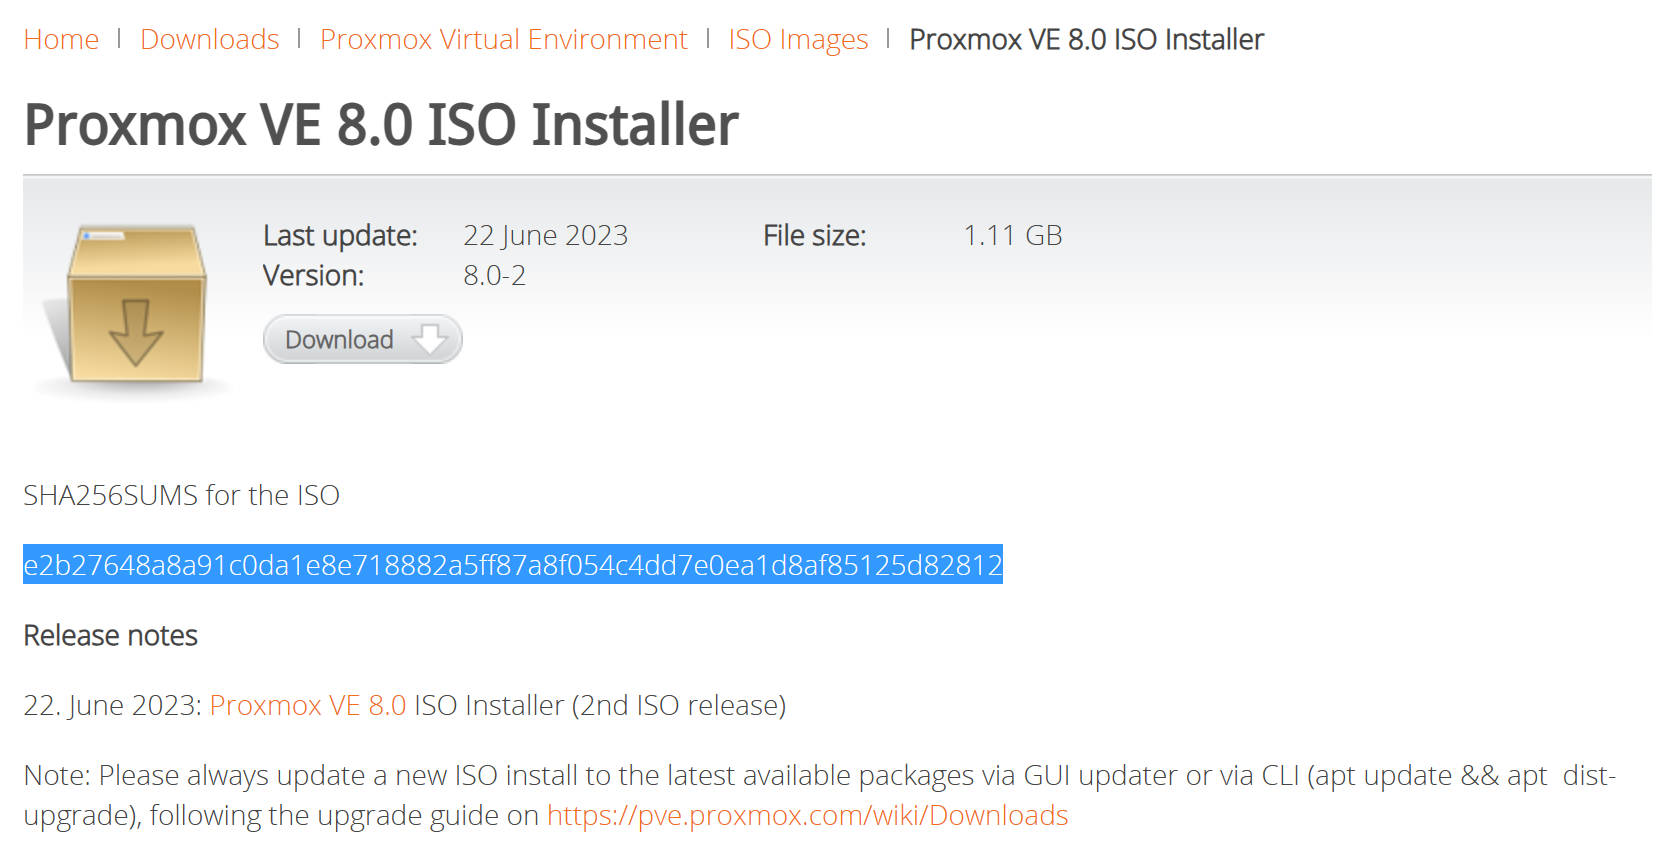 Home | Downloads | Proxmox Virtual Environment | ISO Images | Proxmox VE 8.0 ISO Installer
Proxmox VE 8.0 ISO Installer
Last update: 22 June 2023 File size: 1.11 GB
Version: 8.0-2
Download
SHA256SUMS for the ISO
e2b27648a8a91c0da1e8e718882a5ff87a8f054c4dd7e0ea1d8af85125d82812
Release notes
22. June 2023: Proxmox VE 8.0 ISO Installer (2nd ISO release)
Note: Please always update a new ISO install to the latest available packages via GUI updater or via CLI (apt update && apt  dist-
upgrade), following the upgrade guide on https://pve.proxmox.com/wiki/Downloads